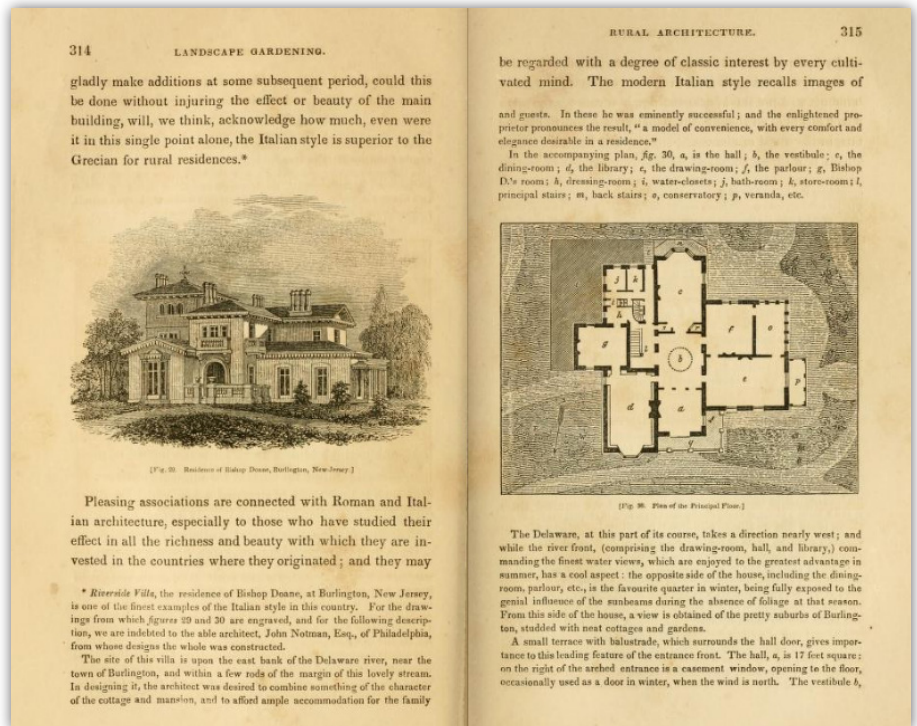 314
LANDSCAPE GARDENING.
gladly make additions at some subsequent period, could this
be done without injuring the effect or beauty of the main
building, will, we think, acknowledge how much, even were
it in this single point alone, the Italian style is superior to the
Grecian for rural residences.*
[Fig. 29. Residence of Bishop Doane, Burlington, New-Jersey.]
Pleasing associations are connected with Roman and Ital-
ian architecture, especially to those who have studied their
effect in all the richness and beauty with which they are in-
vested in the countries where they originated; and they may
* Riverside Villa, the residence of Bishop Doane, at Burlington, New Jersey,
is one of the finest examples of the Italian style in this country. For the draw-
ings from which figures 29 and 30 are engraved, and for the following descrip-
tion, we are indebted to the able architect, John Notman, Esq., of Philadelphia,
from whose designs the whole was constructed.
The site of this villa is upon the east bank of the Delaware river, near the
town of Burlington, and within a few rods of the margin of this lovely stream.
In designing it, the architect was desired to combine something of the character
of the cottage and mansion, and to afford ample accommodation for the family
RURAL ARCHITECTURE.
315
be regarded with a degree of classic interest by every culti-
vated mind. The modern Italian style recalls images of
and guests. In these he was eminently successful; and the enlightened pro-
prietor pronounces the result, "a model of convenience, with every comfort and
elegance desirable in a residence."
In the accompanying plan, fig. 30, a, is the hall; b, the vestibule; c, the
dining-room; d, the library; e, the drawing-room; f, the parlour; g, Bishop
D.'s room; h, dressing-room; i, water-closets; j, bath-room; k, store-room; l,
principal stairs; m, back stairs; o, conservatory; p, veranda, etc.
j k
h
c
g
l
b
f o
e
p
d
a
q
[Fig. 30. Plan of the Principal Floor.]
The Delaware, at this part of its course, takes a direction nearly west; and
while the river front, (comprising the drawing-room, hall, and library,) com-
manding the finest water views, which are enjoyed to the greatest advantage in
summer, has a cool aspect: the opposite side of the house, including the dining-
room, parlour, etc., is the favourite quarter in winter, being fully exposed to the
genial influence of the sunbeams during the absence of foliage at that season.
From this side of the house, a view is obtained of the pretty suburbs of Burling-
ton, studded with neat cottages and gardens.
A small terrace with balustrade, which surrounds the hall door, gives impor-
tance to this leading feature of the entrance front. The hall, a, is 17 feet square;
on the right of the arched entrance is a casement window, opening to the floor,
occasionally used as a door in winter, when the wind is north. The vestibule b,